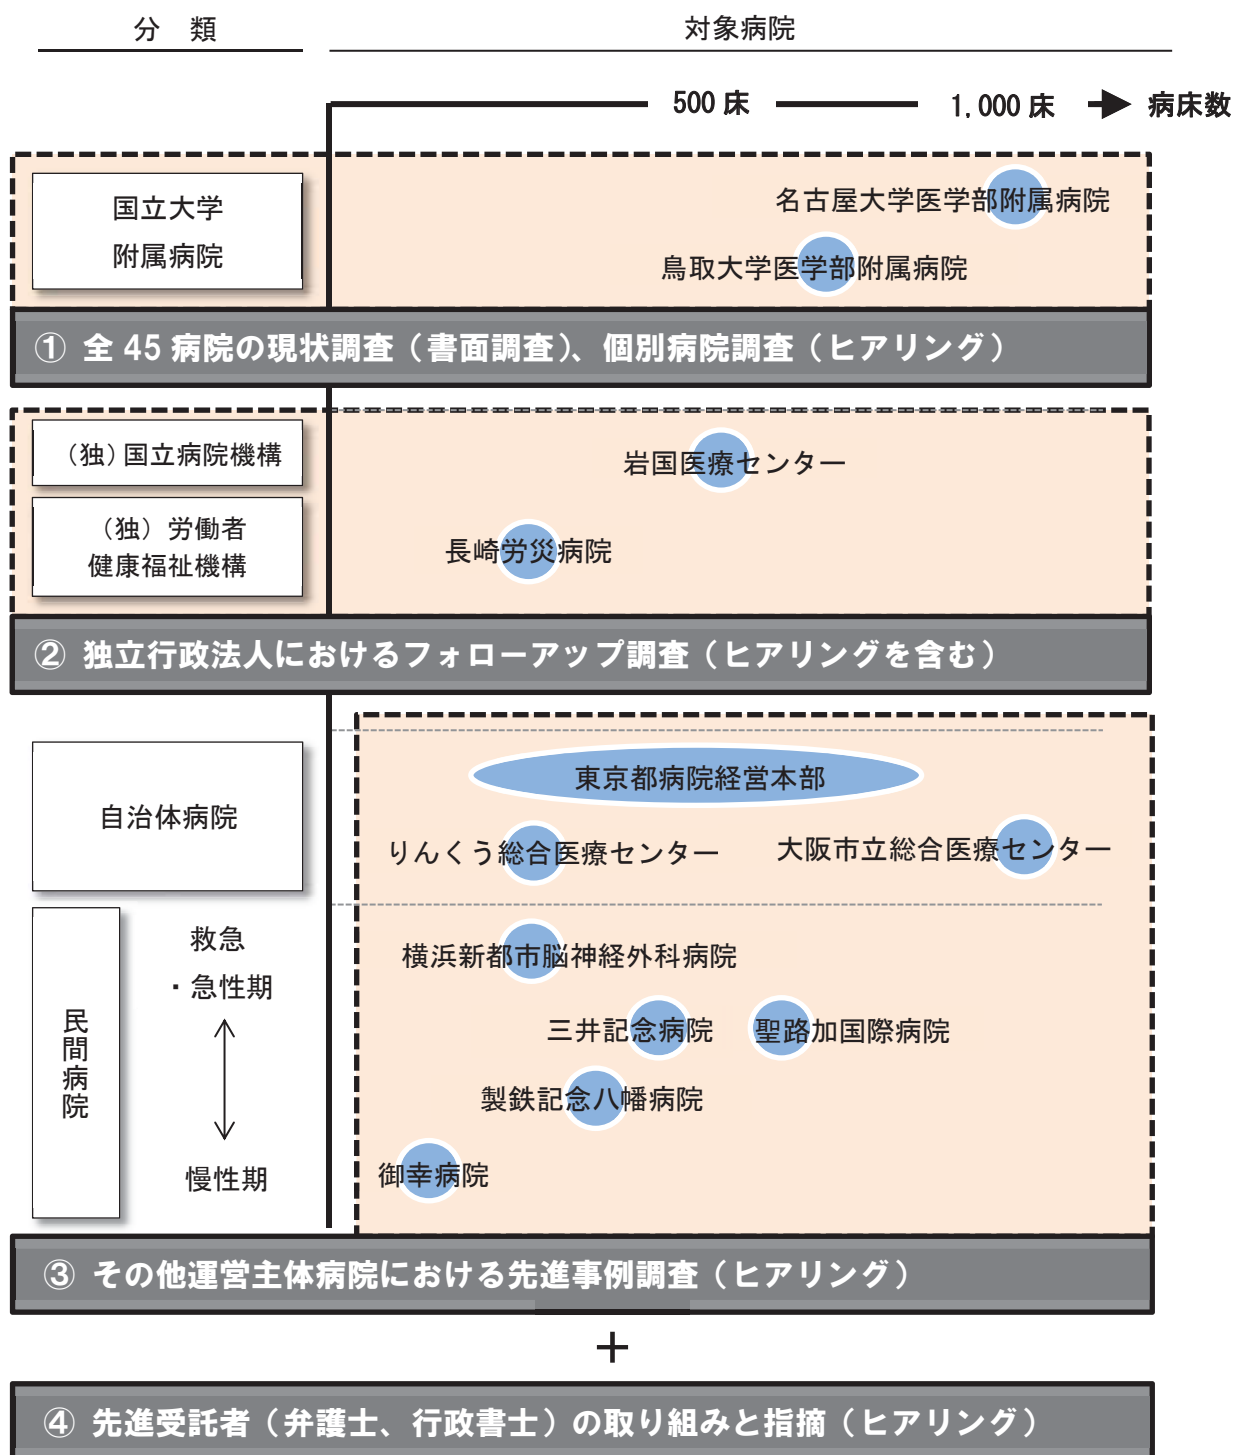 分 類
対象病院
500 床
1,000 床
病床数
国立大学
附属病院
名古屋大学医学部附属病院
鳥取大学医学部附属病院
① 全 45 病院の現状調査（書面調査）、個別病院調査（ヒアリング）
（独）国立病院機構
岩国医療センター
（独）労働者
健康福祉機構
長崎労災病院
② 独立行政法人におけるフォローアップ調査（ヒアリングを含む）
自治体病院
東京都病院経営本部
りんくう総合医療センター
大阪市立総合医療センター
民間病院
救急
・急性期
慢性期
横浜新都市脳神経外科病院
三井記念病院
聖路加国際病院
製鉄記念八幡病院
御幸病院
③ その他運営主体病院における先進事例調査（ヒアリング）
＋
④ 先進受託者（弁護士、行政書士）の取り組みと指摘（ヒアリング）